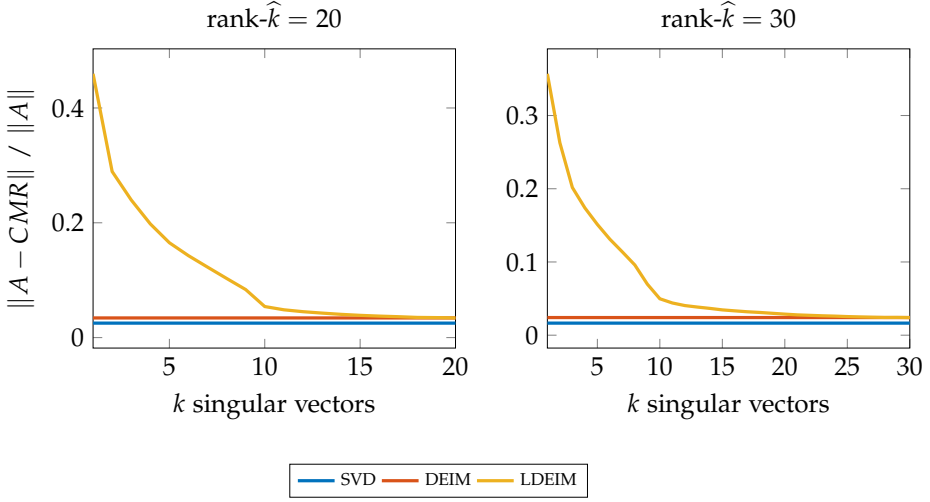 rank-k̂ = 20
rank-k̂ = 30
‖A − CMR‖ / ‖A‖
0.4
0.2
0
5 10 15 20
k singular vectors
0.3
0.2
0.1
0
5 10 15 20 25 30
k singular vectors
SVD DEIM LDEIM